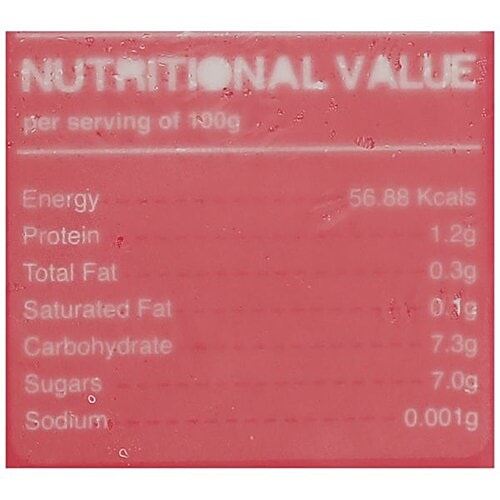 NUTRITIONAL VALUE
per serving of 100g
Energy 56.88 Kcals
Protein 1.2g
Total Fat 0.3g
Saturated Fat 0.1g
Carbohydrate 7.3g
Sugars 7.0g
Sodium 0.001g